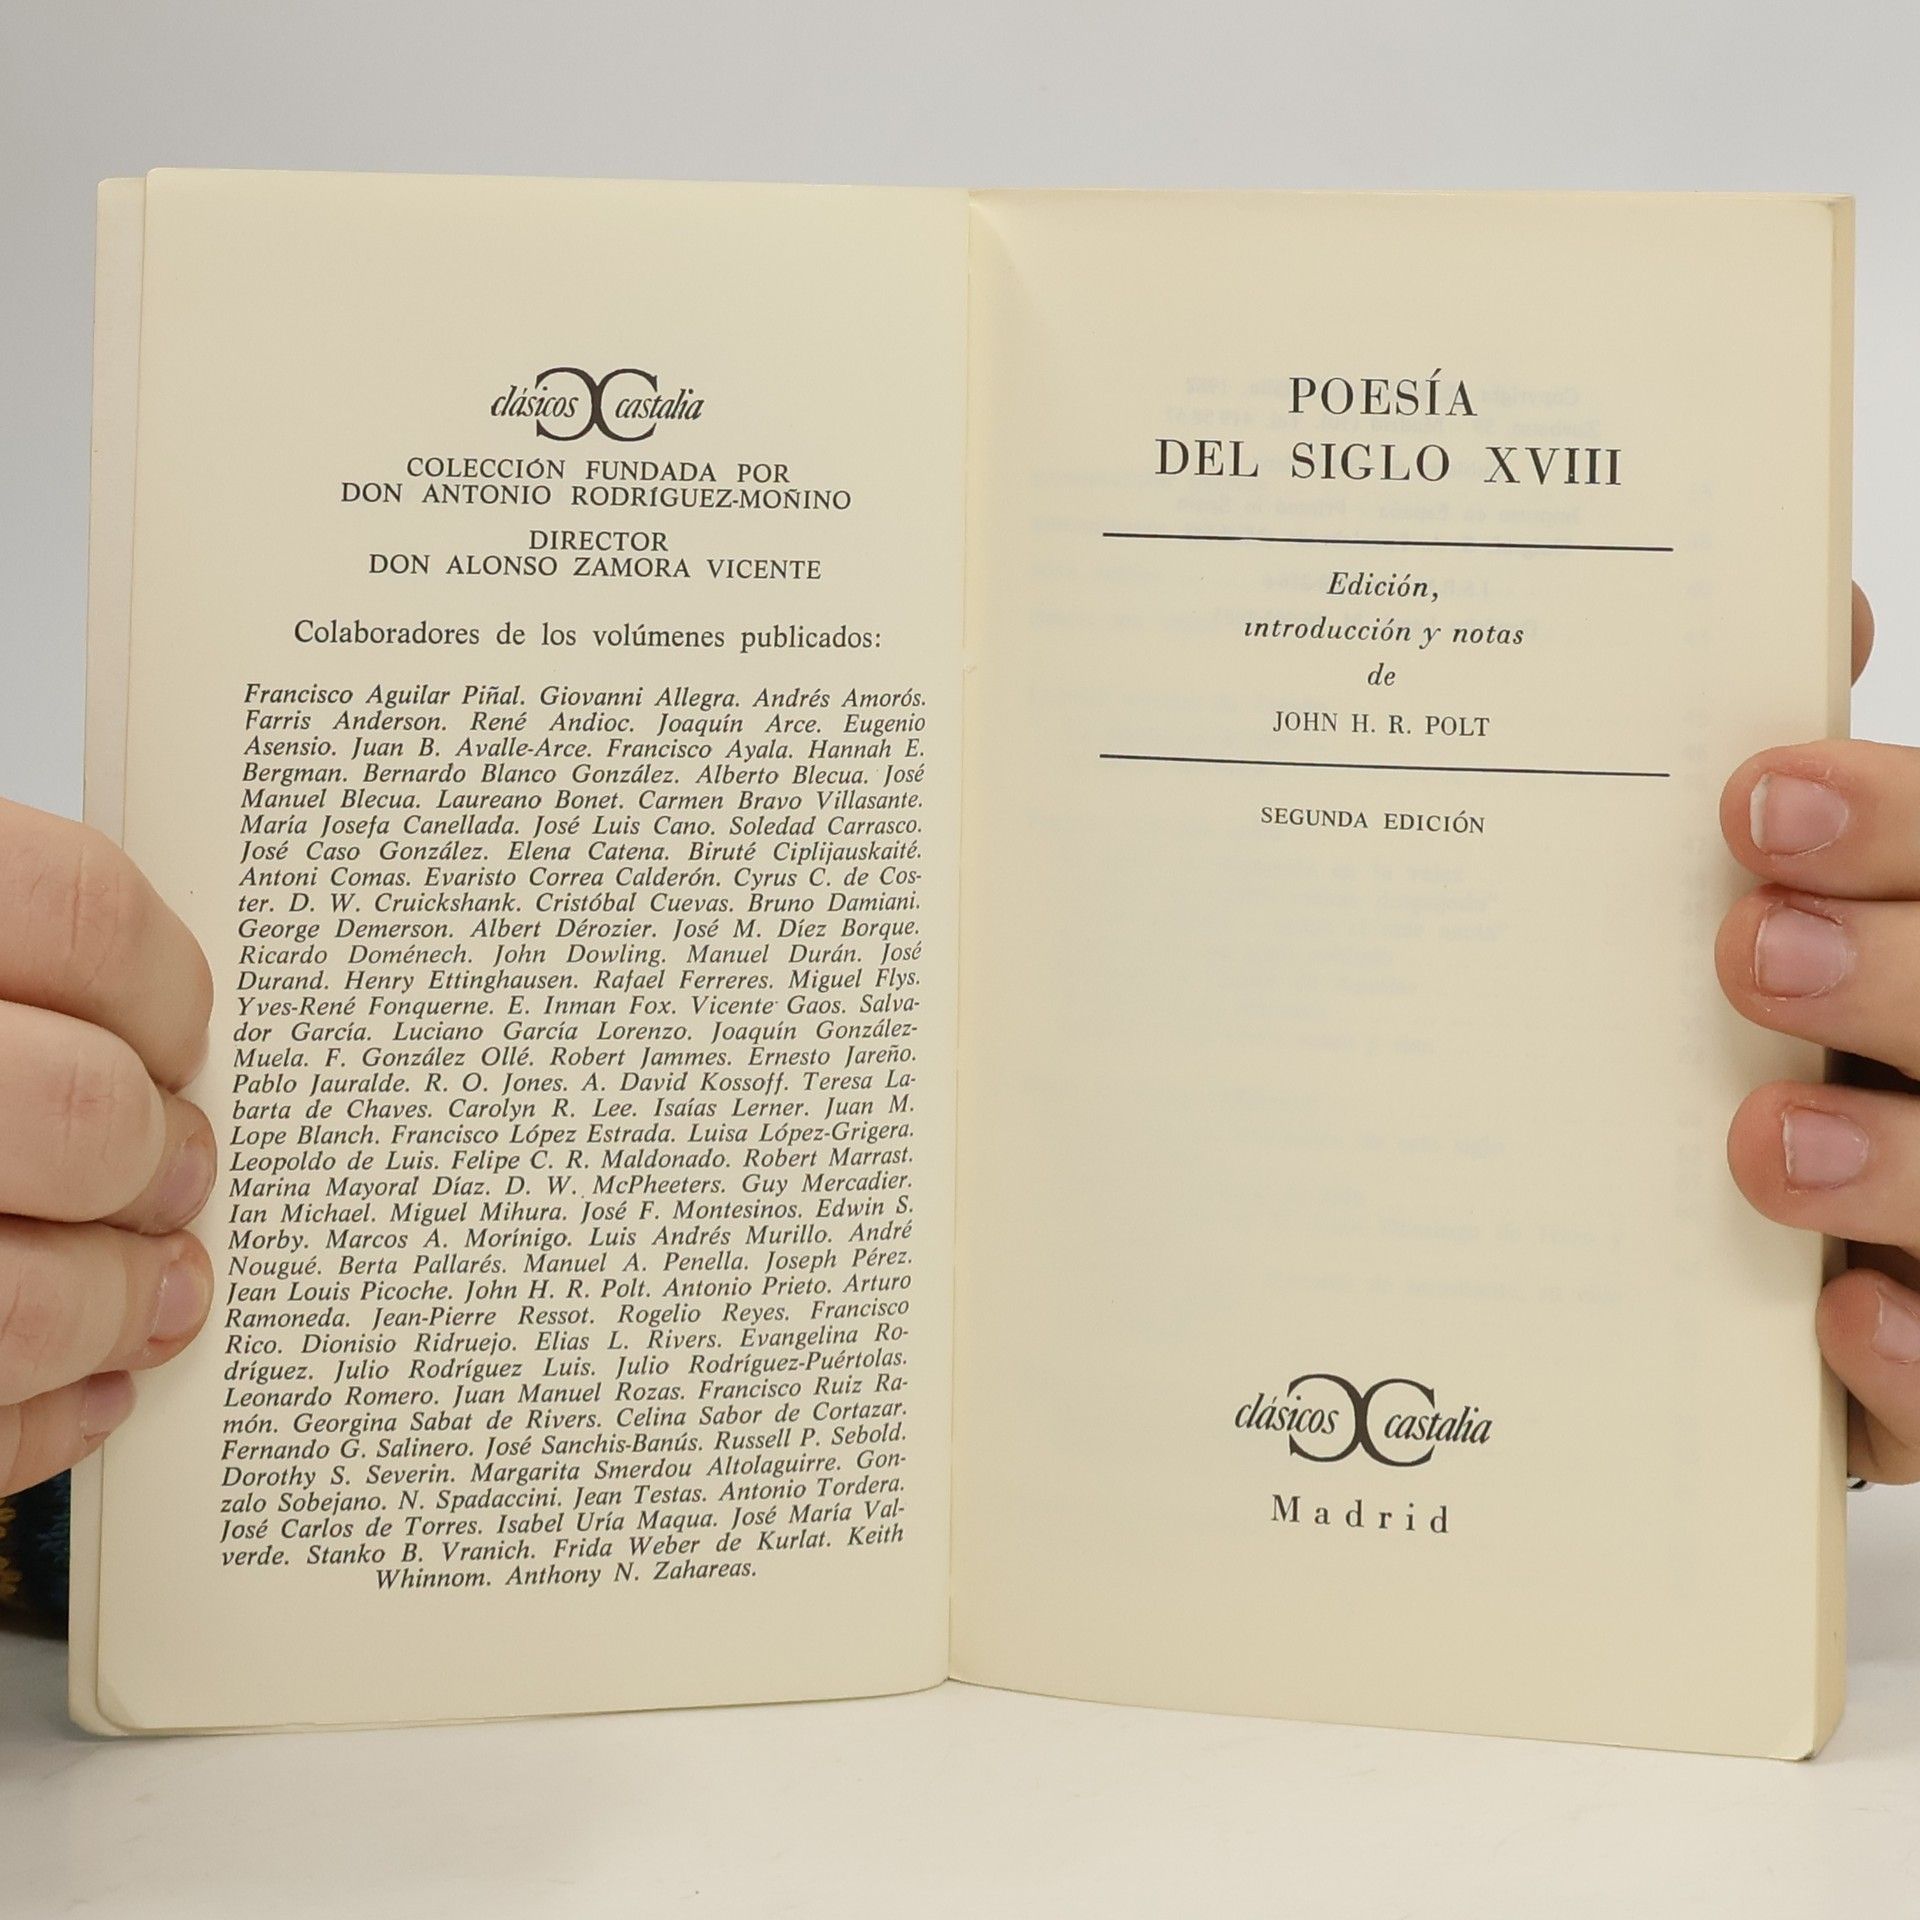 clásicos castalia
COLECCIÓN FUNDADA POR
DON ANTONIO RODRÍGUEZ-MOÑINO
DIRECTOR
DON ALONSO ZAMORA VICENTE
Colaboradores de los volúmenes publicados:
Francisco Aguilar Piñal. Giovanni Allegra. Andrés Amorós.
Farris Anderson. René Andioc. Joaquín Arce. Eugenio
Asensio. Juan B. Avalle-Arce. Francisco Ayala. Hannah E.
Bergman. Bernardo Blanco González. Alberto Blecua. José
Manuel Blecua. Laureano Bonet. Carmen Bravo Villasante.
María Josefa Canellada. José Luis Cano. Soledad Carrasco.
José Caso González. Elena Catena. Biruté Ciplijauskaité.
Antoni Comas. Evaristo Correa Calderón. Cyrus C. de Cos-
ter. D. W. Cruickshank. Cristóbal Cuevas. Bruno Damiani.
George Demerson. Albert Dérozier. José M. Díez Borque.
Ricardo Doménech. John Dowling. Manuel Durán. José
Durand. Henry Ettinghausen. Rafael Ferreres. Miguel Flys.
Yves-René Fonquerne. E. Inman Fox. Vicente Gaos. Salva-
dor García. Luciano García Lorenzo. Joaquín González-
Muela. F. González Ollé. Robert Jammes. Ernesto Jareño.
Pablo Jauralde. R. O. Jones. A. David Kossoff. Teresa La-
barta de Chaves. Carolyn R. Lee. Isaías Lerner. Juan M.
Lope Blanch. Francisco López Estrada. Luisa López-Grigera.
Leopoldo de Luis. Felipe C. R. Maldonado. Robert Marrast.
Marina Mayoral Díaz. D. W. McPheeters. Guy Mercadier.
Ian Michael. Miguel Mihura. José F. Montesinos. Edwin S.
Morby. Marcos A. Morínigo. Luis Andrés Murillo. André
Nougué. Berta Pallarés. Manuel A. Penella. Joseph Pérez.
Jean Louis Picoche. John H. R. Polt. Antonio Prieto. Arturo
Ramoneda. Jean-Pierre Ressot. Rogelio Reyes. Francisco
Rico. Dionisio Ridruejo. Elias L. Rivers. Evangelina Ro-
dríguez. Julio Rodríguez Luis. Julio Rodríguez-Puértolas.
Leonardo Romero. Juan Manuel Rozas. Francisco Ruiz Ra-
món. Georgina Sabat de Rivers. Celina Sabor de Cortazar.
Fernando G. Salinero. José Sanchis-Banús. Russell P. Sebold.
Dorothy S. Severin. Margarita Smerdou Altolaguirre. Gon-
zalo Sobejano. N. Spadaccini. Jean Testas. Antonio Tordera.
José Carlos de Torres. Isabel Uría Maqua. José María Val-
verde. Stanko B. Vranich. Frida Weber de Kurlat. Keith
Whinnom. Anthony N. Zahareas.
POESÍA
DEL SIGLO XVIII
Edición,
introducción y notas
de
JOHN H. R. POLT
SEGUNDA EDICIÓN
clásicos castalia
Madrid